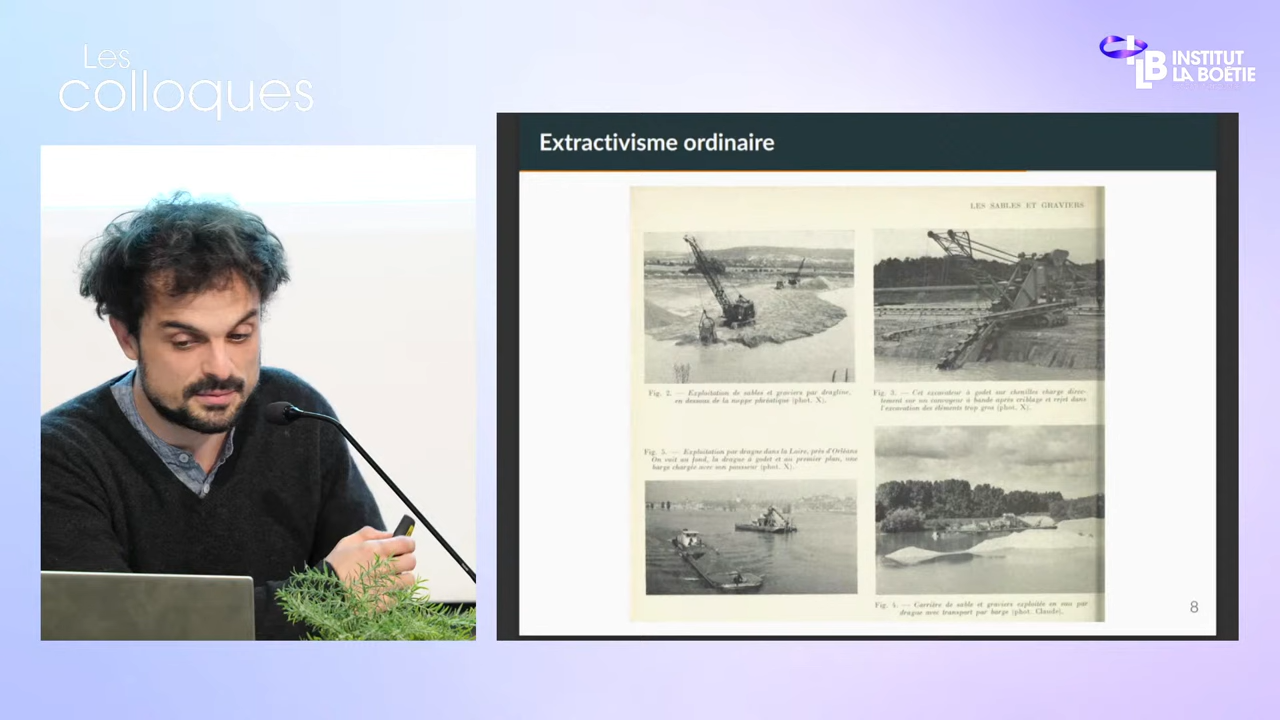 Les
colloques
INSTITUT
LA BOÉTIE
Extractivisme ordinaire
LES SABLES ET GRAVIERS
Fig. 2. — Exploitation de sables et graviers par dragline,
en dessous de la nappe phréatique (phot. X).
Fig. 3. — Cet excavateur à godet sur chenilles charge direc-
tement sur un convoyeur à bande après criblage et rejet dans
l'excavation des éléments trop gros (phot. X).
Fig. 5. — Exploitation par drague dans la Loire, près d'Orléans
On voit au fond, la drague à godet et au premier plan, une
barge chargée avec son pousseur (phot. X).
Fig. 4. — Carrière de sable et graviers exploités en eau par
drague avec transport par barge (phot. Claude).
8